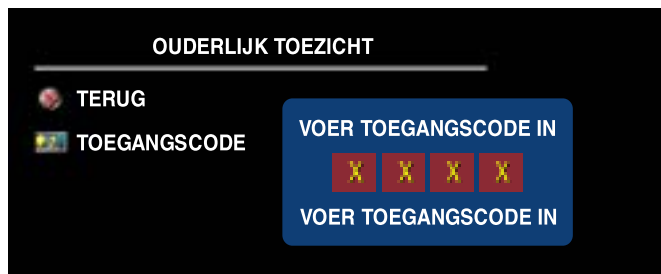 OUDERLIJK TOEZICHT
TERUG
TOEGANGSCODE
VOER TOEGANGSCODE IN
X X X X
VOER TOEGANGSCODE IN